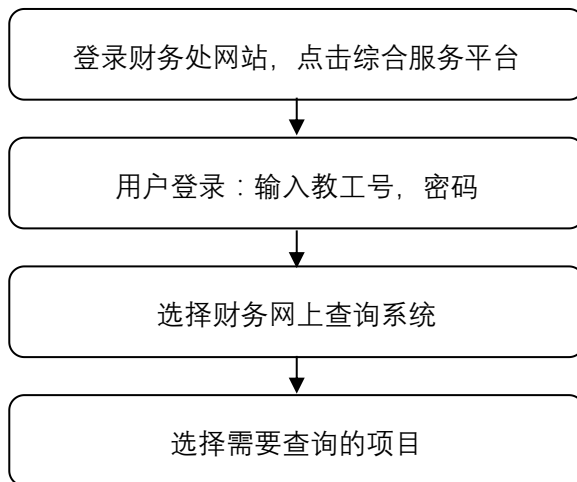 登录财务处网站，点击综合服务平台
用户登录：输入教工号，密码
选择财务网上查询系统
选择需要查询的项目